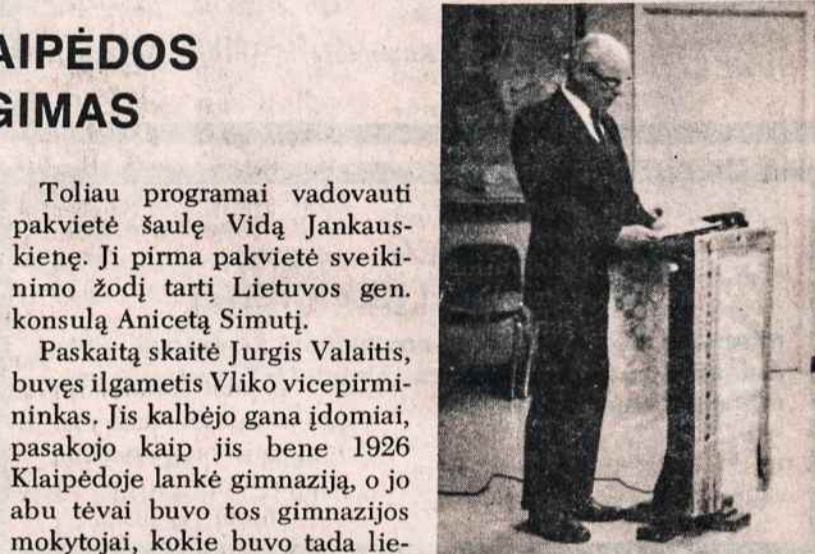 AIPĖDOS
GIMAS
Toliau programai vadovauti
pakvietė šaulę Vidą Jankaus-
kienę. Ji pirma pakvietė sveiki-
nimo žodį tarti Lietuvos gen.
konsulą Anicetą Simutį.
Paskaitą skaitė Jurgis Valaitis,
buvęs ilgametis Vliko vicepirmi-
ninkas. Jis kalbėjo gana įdomiai,
pasakojo kaip jis bene 1926
Klaipėdoje lankė gimnaziją, o jo
abu tėvai buvo tos gimnazijos
mokytojai, kokie buvo tada lie-